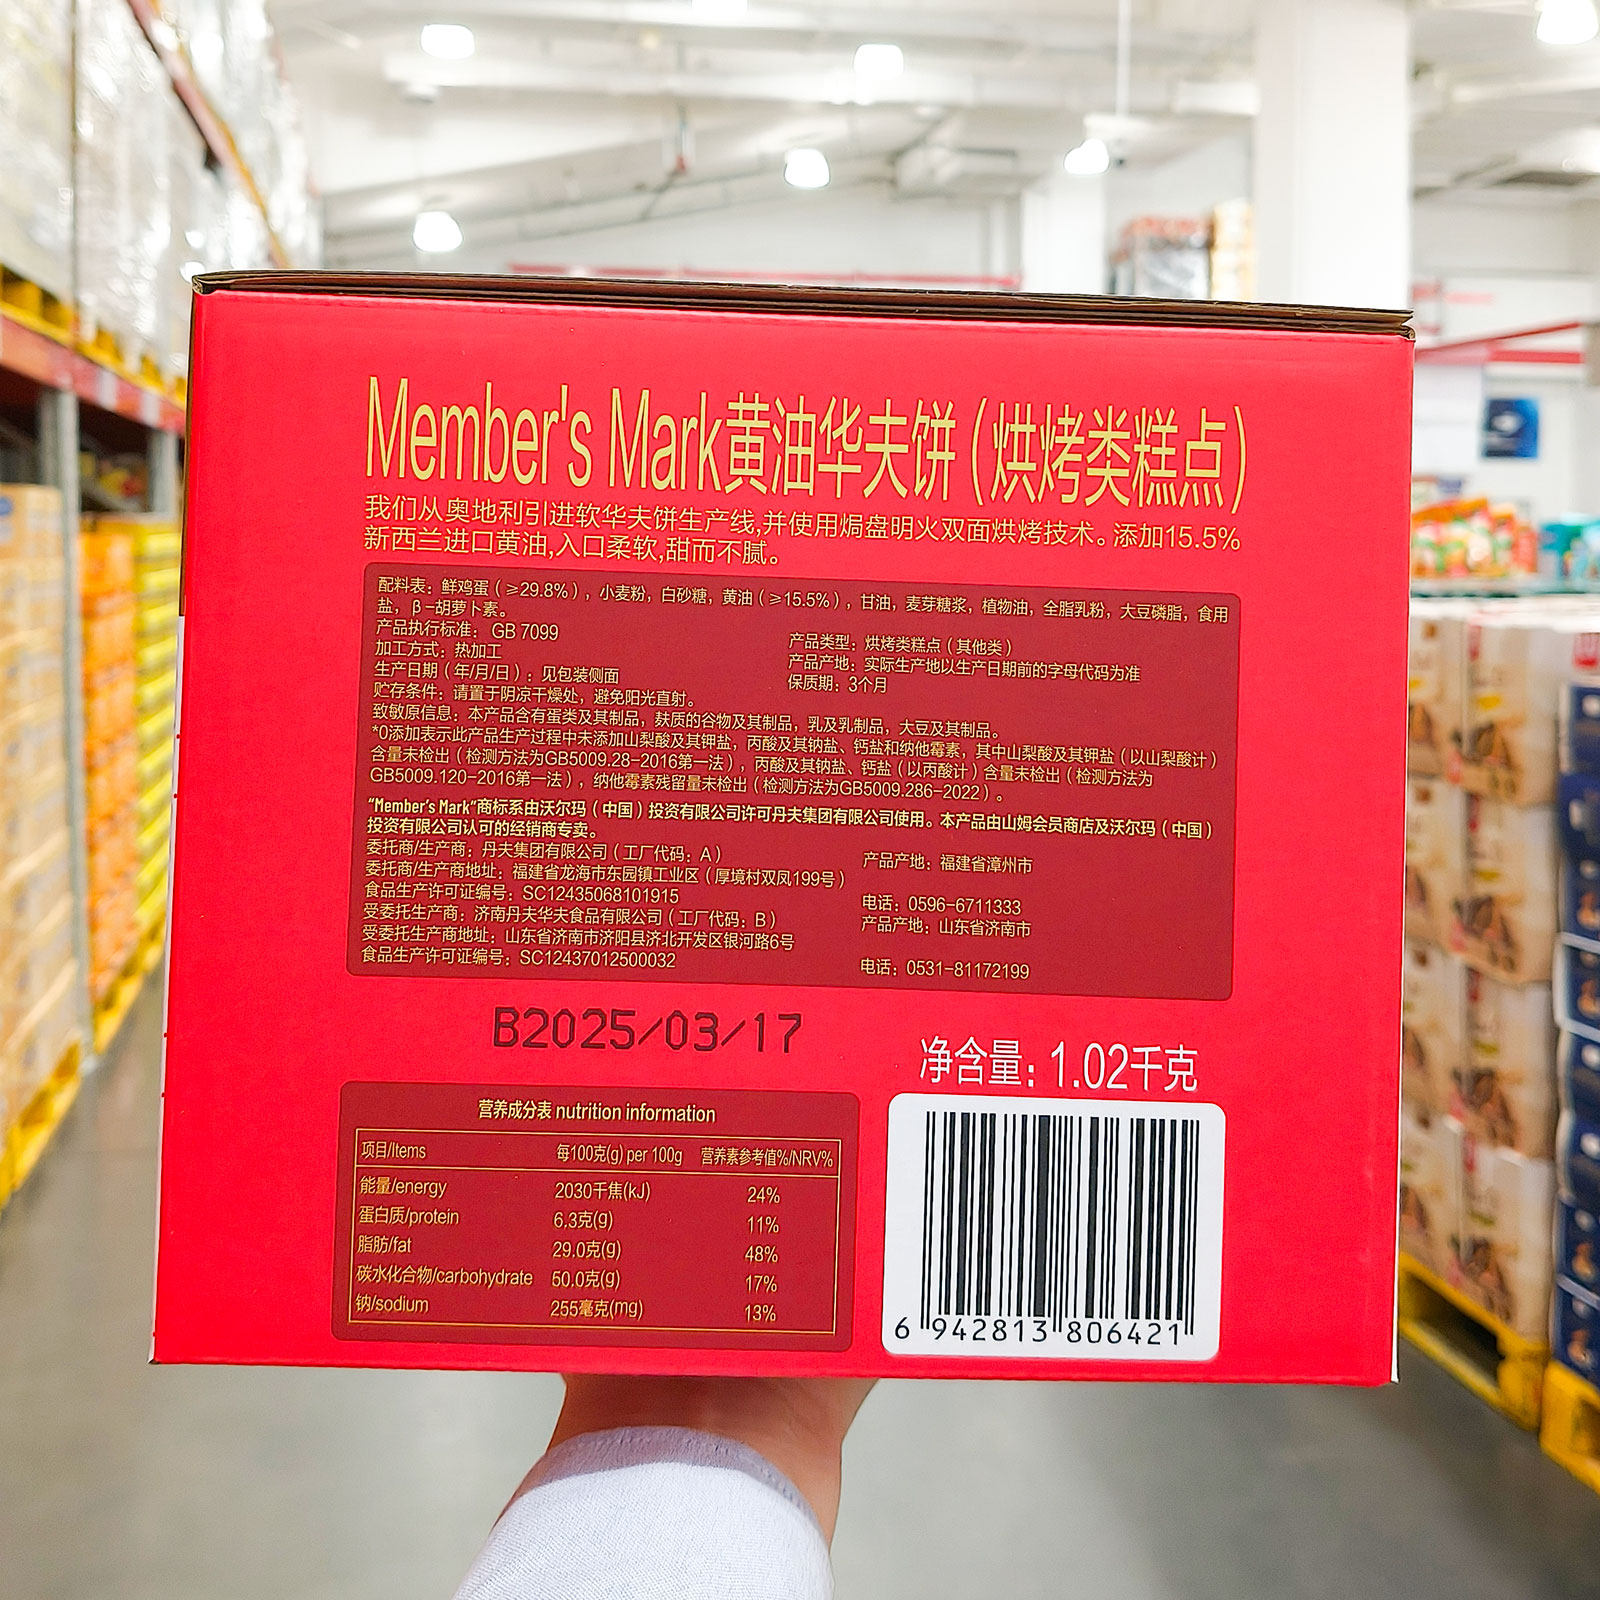 Member's Mark黄油华夫饼（烘烤类糕点）
我们从奥地利引进软华夫饼生产线,并使用焗盘明火双面烘烤技术。添加15.5%
新西兰进口黄油,入口柔软,甜而不腻。
配料表：鲜鸡蛋（≥29.8%），小麦粉，白砂糖，黄油（≥15.5%），甘油，麦芽糖浆，植物油，全脂乳粉，大豆磷脂，食用
盐，β-胡萝卜素。
产品执行标准： GB 7099
产品类型：烘烤类糕点（其他类）
加工方式：热加工
产品产地：实际生产地以生产日期前的字母代码为准
生产日期（年/月/日）：见包装侧面
保质期：3个月
贮存条件：请置于阴凉干燥处，避免阳光直射。
致敏原信息：本产品含有蛋类及其制品，麸质的谷物及其制品，乳及乳制品，大豆及其制品。
*0添加表示此产品生产过程中未添加山梨酸及其钾盐，丙酸及其钠盐、钙盐和纳他霉素，其中山梨酸及其钾盐（以山梨酸计）
含量未检出（检测方法为GB5009.28-2016第一法），丙酸及其钠盐、钙盐（以丙酸计）含量未检出（检测方法为
GB5009.120-2016第一法），纳他霉素残留量未检出（检测方法为GB5009.286-2022）。
“Member's Mark”商标系由沃尔玛（中国）投资有限公司许可丹夫集团有限公司使用。本产品由山姆会员商店及沃尔玛（中国）
投资有限公司认可的经销商专卖。
委托商/生产商：丹夫集团有限公司（工厂代码：A）
产品产地：福建省漳州市
委托商/生产商地址：福建省龙海市东园镇工业区（厚境村双凤199号）
食品生产许可证编号：SC12435068101915
电话：0596-6711333
受委托生产商：济南丹夫华夫食品有限公司（工厂代码：B）
产品产地：山东省济南市
受委托生产商地址：山东省济南市济阳县济北开发区银河路6号
食品生产许可证编号：SC12437012500032
电话：0531-81172199
B2025/03/17
净含量：1.02千克
营养成分表 nutrition information
项目/Items 每100克(g) per 100g 营养素参考值%/NRV%
能量/energy 2030千焦(kJ) 24%
蛋白质/protein 6.3克(g) 11%
脂肪/fat 29.0克(g) 48%
碳水化合物/carbohydrate 50.0克(g) 17%
钠/sodium 255毫克(mg) 13%
6 942813 806421